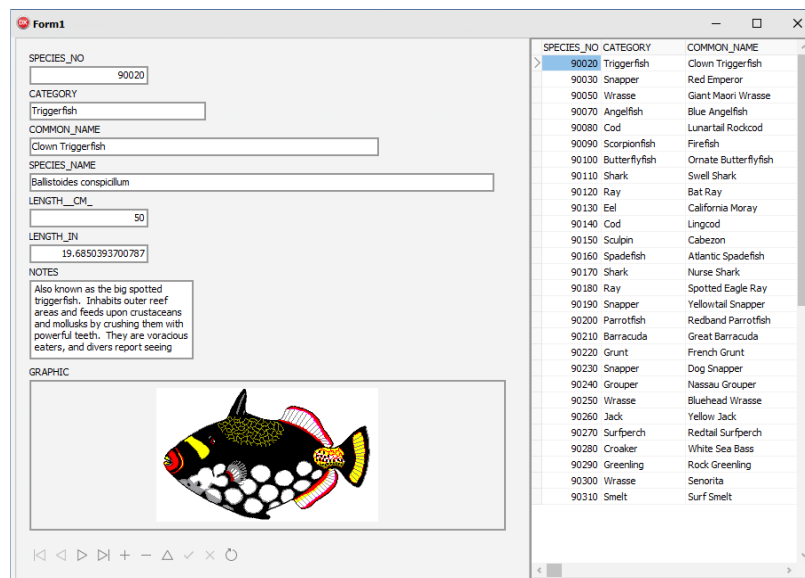 Form1
SPECIES_NO
90020
CATEGORY
Triggerfish
COMMON_NAME
Clown Triggerfish
SPECIES_NAME
Ballistoides conspicillum
LENGTH__CM_
50
LENGTH_IN
19.6850393700787
NOTES
Also known as the big spotted
triggerfish. Inhabits outer reef
areas and feeds upon crustaceans
and mollusks by crushing them with
powerful teeth. They are voracious
eaters, and divers report seeing
GRAPHIC
SPECIES_NO CATEGORY COMMON_NAME
90020 Triggerfish Clown Triggerfish
90030 Snapper Red Emperor
90050 Wrasse Giant Maori Wrasse
90070 Angelfish Blue Angelfish
90080 Cod Lunartail Rockcod
90090 Scorpionfish Firefish
90100 Butterflyfish Ornate Butterflyfish
90110 Shark Swell Shark
90120 Ray Bat Ray
90130 Eel California Moray
90140 Cod Lingcod
90150 Sculpin Cabezon
90160 Spadefish Atlantic Spadefish
90170 Shark Nurse Shark
90180 Ray Spotted Eagle Ray
90190 Snapper Yellowtail Snapper
90200 Parrotfish Redband Parrotfish
90210 Barracuda Great Barracuda
90220 Grunt French Grunt
90230 Snapper Dog Snapper
90240 Grouper Nassau Grouper
90250 Wrasse Bluehead Wrasse
90260 Jack Yellow Jack
90270 Surfperch Redtail Surfperch
90280 Croaker White Sea Bass
90290 Greenling Rock Greenling
90300 Wrasse Senorita
90310 Smelt Surf Smelt